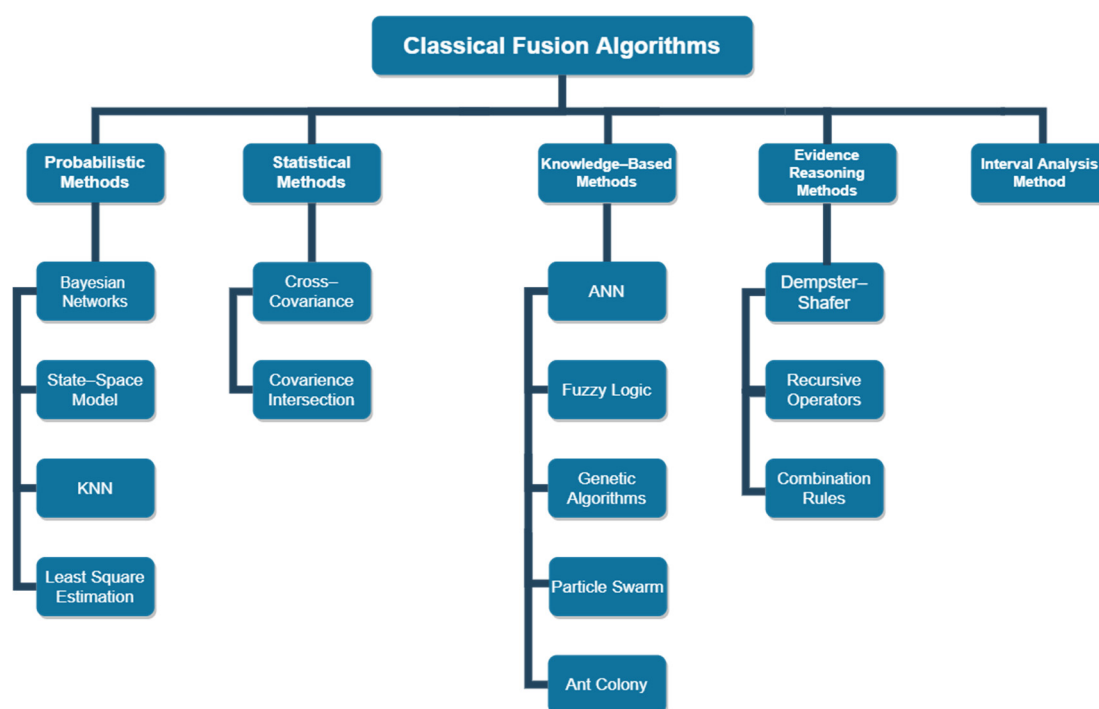 Classical Fusion Algorithms
Probabilistic
Methods
Statistical
Methods
Knowledge–Based
Methods
Evidence
Reasoning
Methods
Interval Analysis
Method
Bayesian
Networks
Cross–
Covariance
ANN
Dempster–
Shafer
State–Space
Model
Covarience
Intersection
Fuzzy Logic
Recursive
Operators
KNN
Genetic
Algorithms
Combination
Rules
Least Square
Estimation
Particle Swarm
Ant Colony